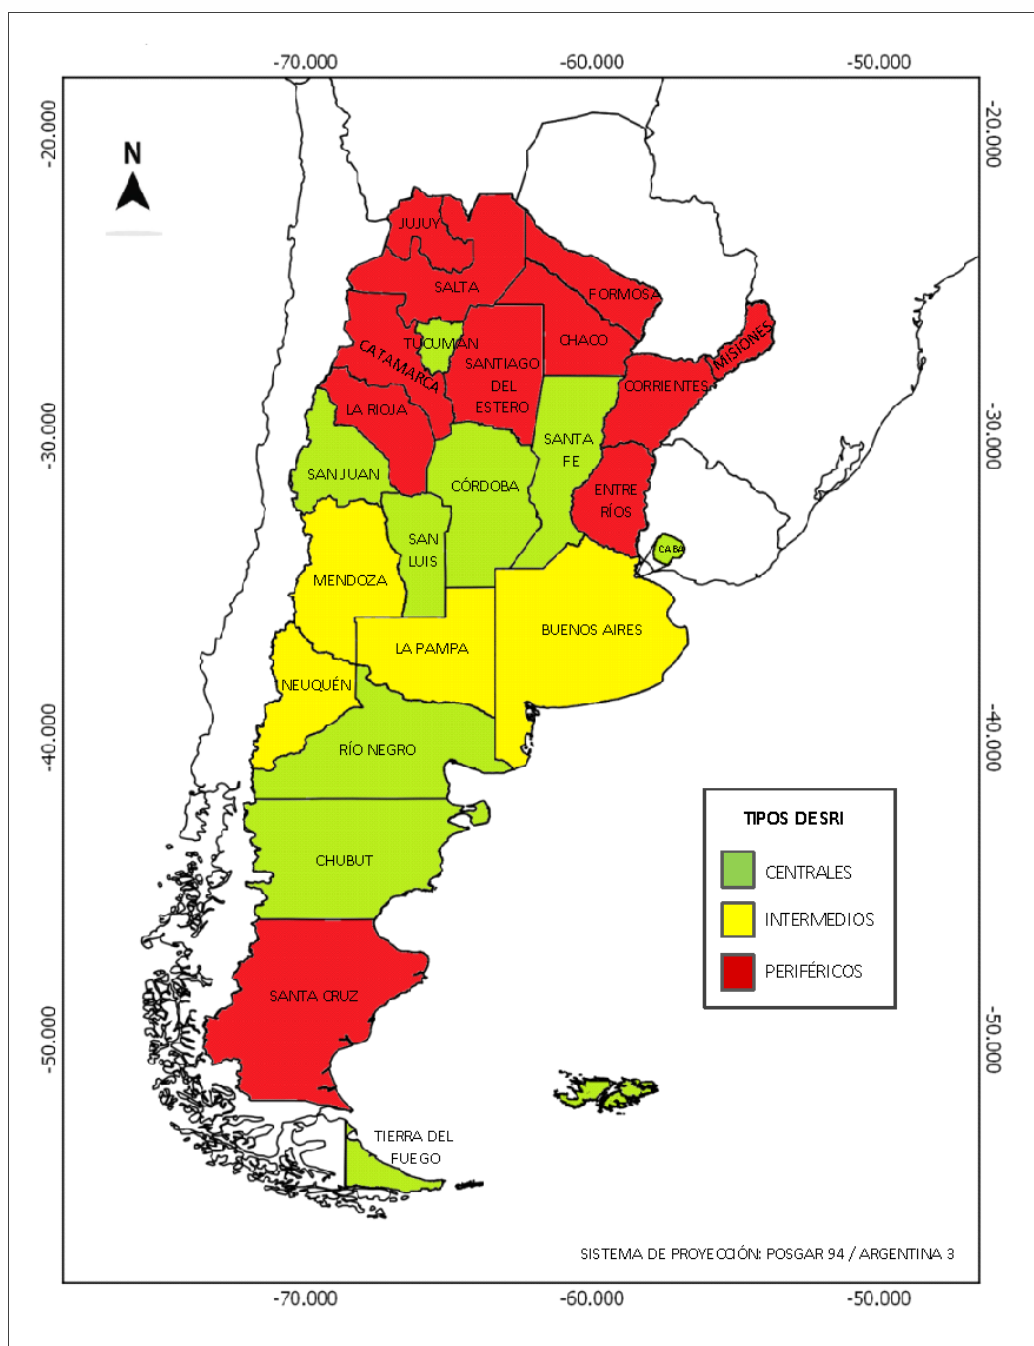 -70.000
-60.000
-50.000
-20.000
-20.000
N
JUJUY
SALTA
FORMOSA
TUCUMÁN
CHACO
MISIONES
CATAMARCA
SANTIAGO
DEL
ESTERO
CORRIENTES
LA RIOJA
-30.000
-30.000
SANTA
FE
SAN JUAN
CÓRDOBA
ENTRE
RÍOS
SAN
LUIS
CABA
MENDOZA
BUENOS AIRES
LA PAMPA
NEUQUÉN
-40.000
-40.000
RÍO NEGRO
CHUBUT
TIPOS DE SRI
CENTRALES
INTERMEDIOS
PERIFÉRICOS
SANTA CRUZ
-50.000
-50.000
TIERRA DEL
FUEGO
SISTEMA DE PROYECCIÓN: POSGAR 94 / ARGENTINA 3
-70.000
-60.000
-50.000